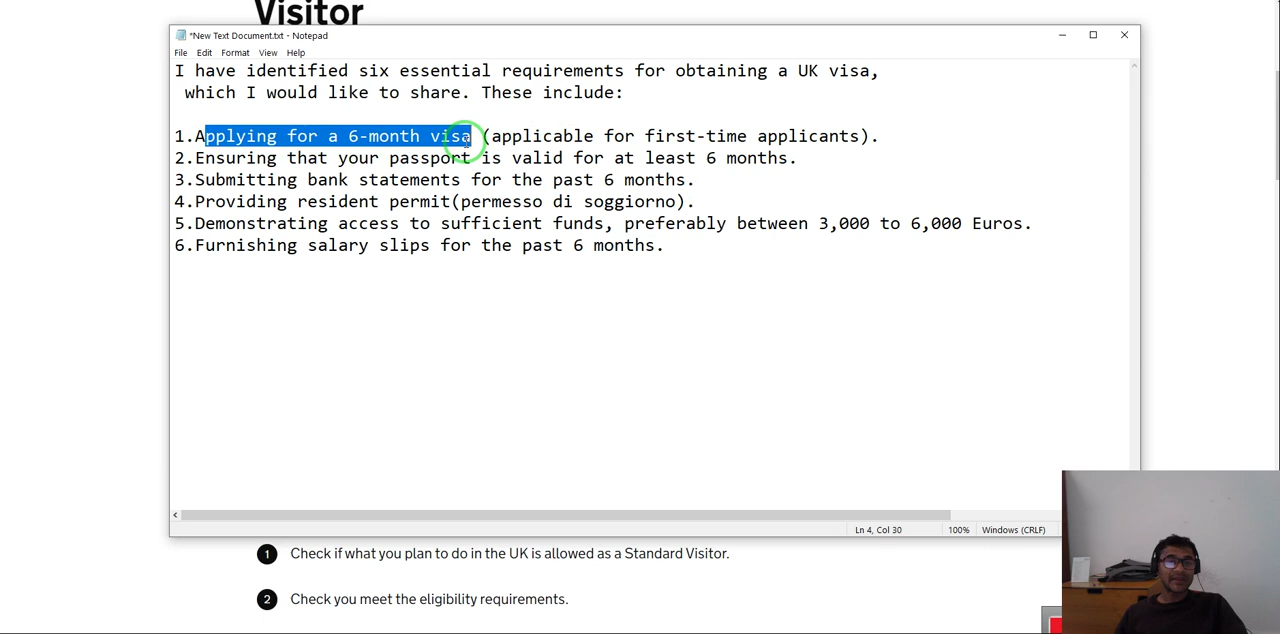 Visitor
*New Text Document.txt - Notepad
File Edit Format View Help
I have identified six essential requirements for obtaining a UK visa,
which I would like to share. These include:
1.Applying for a 6-month visa (applicable for first-time applicants).
2.Ensuring that your passport is valid for at least 6 months.
3.Submitting bank statements for the past 6 months.
4.Providing resident permit(permesso di soggiorno).
5.Demonstrating access to sufficient funds, preferably between 3,000 to 6,000 Euros.
6.Furnishing salary slips for the past 6 months.
Ln 4, Col 30 100% Windows (CRLF)
1 Check if what you plan to do in the UK is allowed as a Standard Visitor.
2 Check you meet the eligibility requirements.